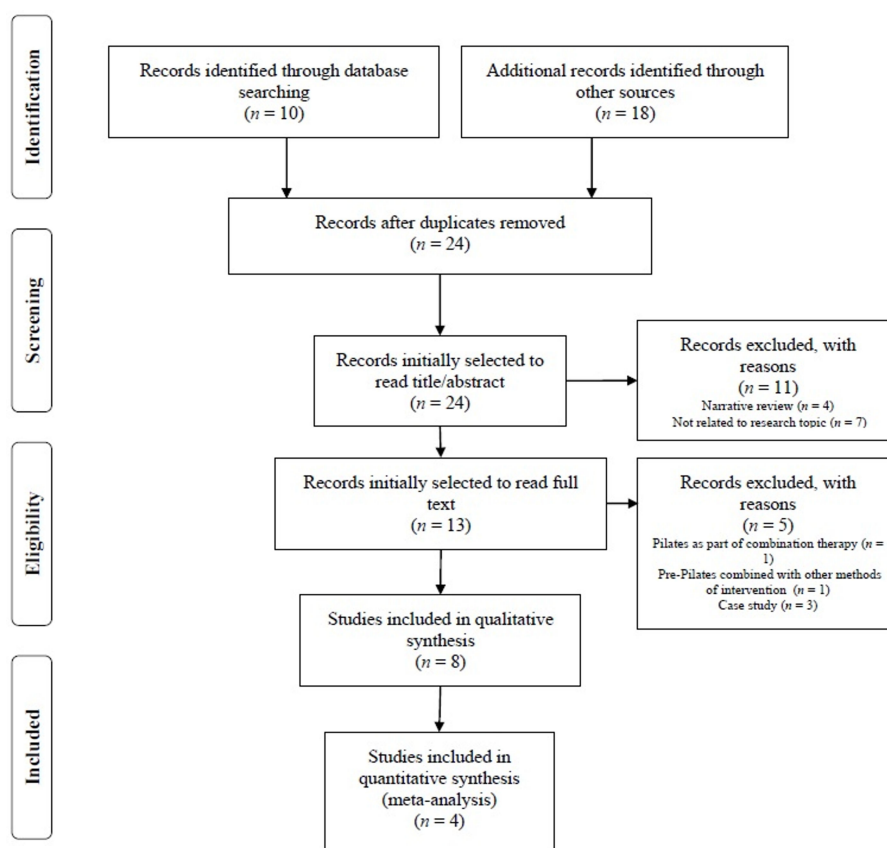 Identification
Records identified through database
searching
(n = 10)
Additional records identified through
other sources
(n = 18)
Records after duplicates removed
(n = 24)
Screening
Records initially selected to
read title/abstract
(n = 24)
Records excluded, with
reasons
(n = 11)
Narrative review (n = 4)
Not related to research topic (n = 7)
Eligibility
Records initially selected to read full
text
(n = 13)
Records excluded, with
reasons
(n = 5)
Pilates as part of combination therapy (n =
1)
Pre-Pilates combined with other methods
of intervention (n = 1)
Case study (n = 3)
Studies included in qualitative
synthesis
(n = 8)
Included
Studies included in
quantitative synthesis
(meta-analysis)
(n = 4)